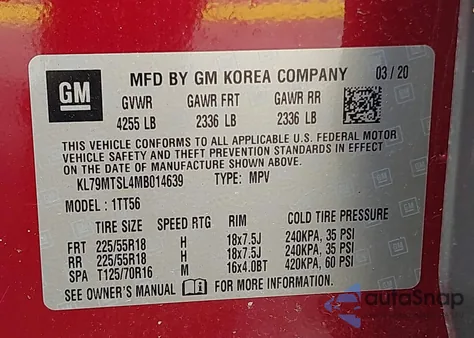 GM
MFD BY GM KOREA COMPANY 03/20
GVWR GAWR FRT GAWR RR
4255 LB 2336 LB 2336 LB
THIS VEHICLE CONFORMS TO ALL APPLICABLE U.S. FEDERAL MOTOR
VEHICLE SAFETY AND THEFT PREVENTION STANDARDS IN EFFECT
ON THE DATE OF MANUFACTURE SHOWN ABOVE.
KL79MTSL4MB014639 TYPE: MPV
MODEL: 1TT56
TIRE SIZE SPEED RTG RIM COLD TIRE PRESSURE
FRT 225/55R18 H 18x7.5J 240KPA, 35 PSI
RR 225/55R18 H 18x7.5J 240KPA, 35 PSI
SPA T125/70R16 M 16x4.0BT 420KPA, 60 PSI
SEE OWNER'S MANUAL FOR MORE INFORMATION.
autoSnap